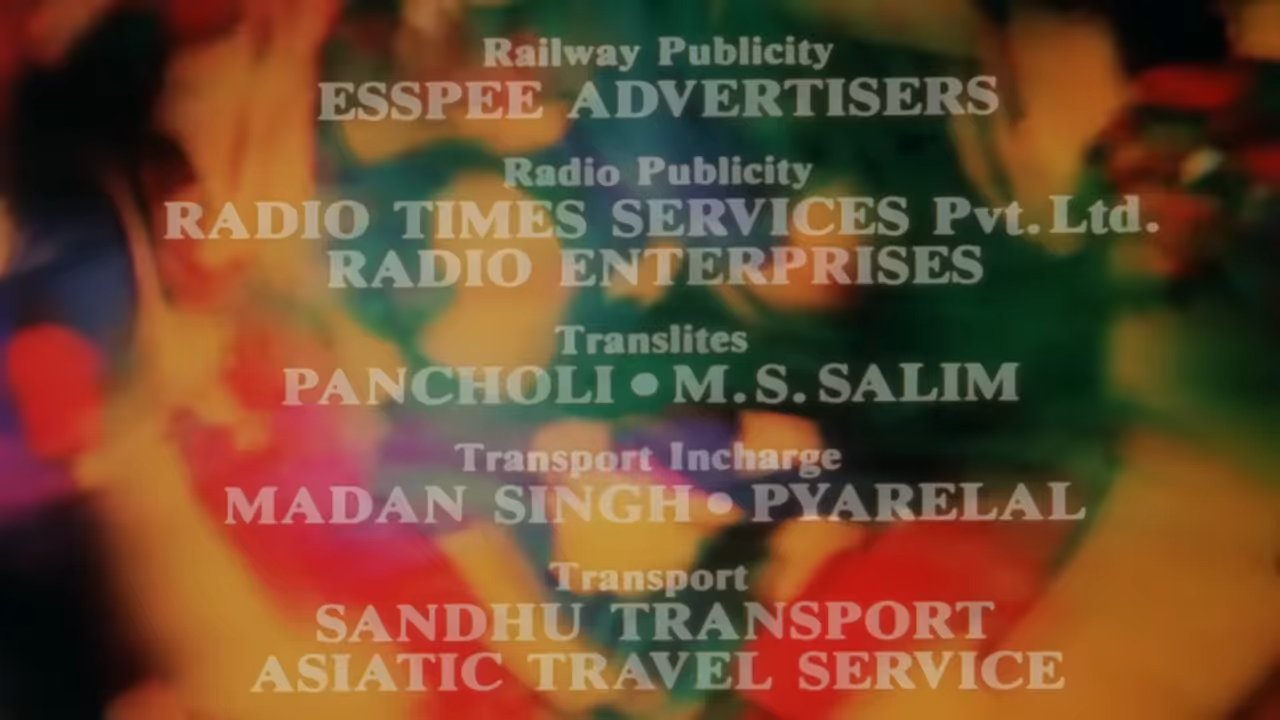 Railway Publicity
ESSPEE ADVERTISERS
Radio Publicity
RADIO TIMES SERVICES Pvt. Ltd.
RADIO ENTERPRISES
Translites
PANCHOLI • M.S. SALIM
Transport Incharge
MADAN SINGH • PYARELAL
Transport
SANDHU TRANSPORT
ASIATIC TRAVEL SERVICE